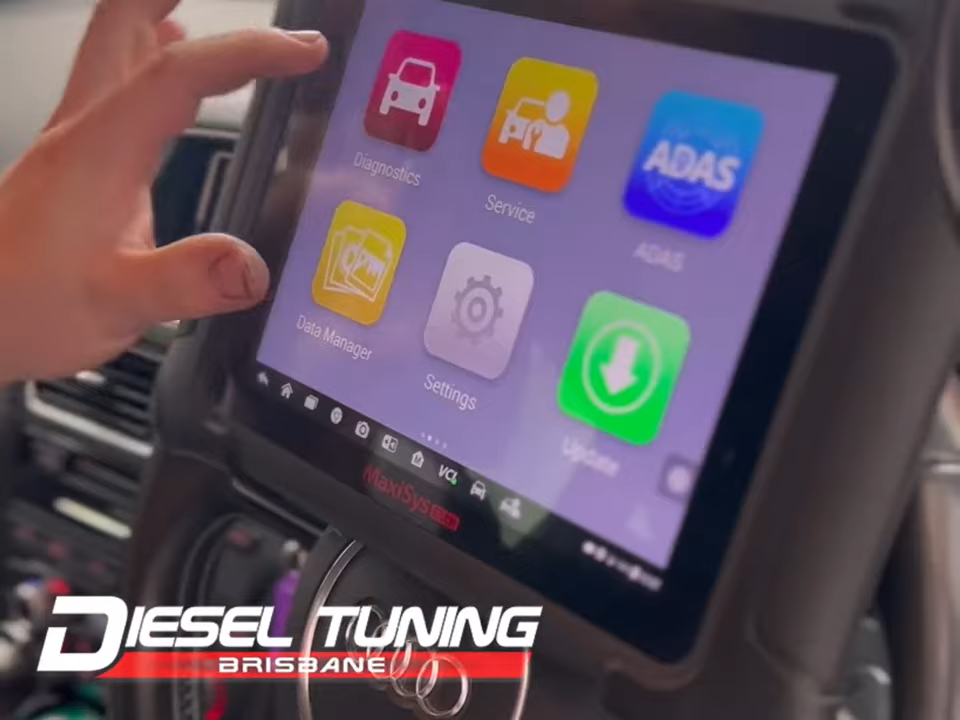 Diagnostics
Service
ADAS
ADAS
Data Manager
Settings
Update
VCI
MaxiSys
DIESEL TUNING
BRISBANE